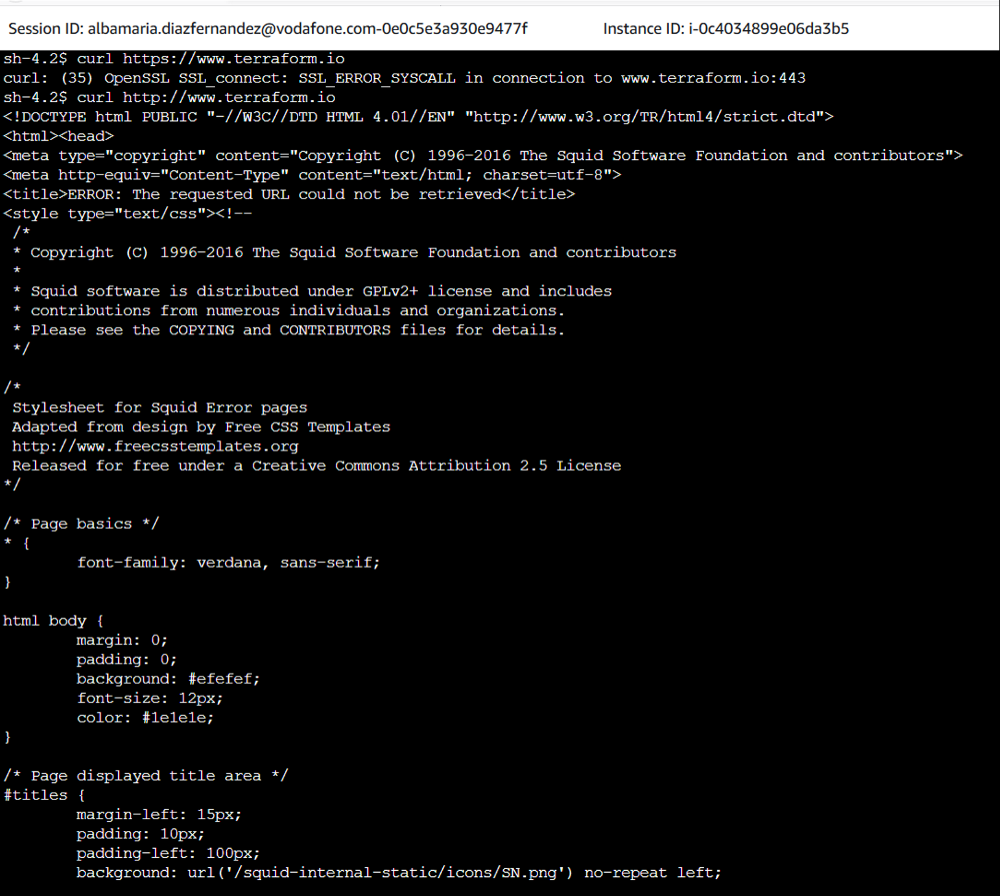 Session ID: albamaria.diazfernandez@vodafone.com-0e0c5e3a930e9477f Instance ID: i-0c4034899e06da3b5
sh-4.2$ curl https://www.terraform.io
curl: (35) OpenSSL SSL_connect: SSL_ERROR_SYSCALL in connection to www.terraform.io:443
sh-4.2$ curl http://www.terraform.io
<!DOCTYPE html PUBLIC "-//W3C//DTD HTML 4.01//EN" "http://www.w3.org/TR/html4/strict.dtd">
<html><head>
<meta type="copyright" content="Copyright (C) 1996-2016 The Squid Software Foundation and contributors">
<meta http-equiv="Content-Type" content="text/html; charset=utf-8">
<title>ERROR: The requested URL could not be retrieved</title>
<style type="text/css"><!--
 /*
 * Copyright (C) 1996-2016 The Squid Software Foundation and contributors
 *
 * Squid software is distributed under GPLv2+ license and includes
 * contributions from numerous individuals and organizations.
 * Please see the COPYING and CONTRIBUTORS files for details.
 */

/*
 Stylesheet for Squid Error pages
 Adapted from design by Free CSS Templates
 http://www.freecsstemplates.org
 Released for free under a Creative Commons Attribution 2.5 License
*/

/* Page basics */
* {
        font-family: verdana, sans-serif;
}

html body {
        margin: 0;
        padding: 0;
        background: #efefef;
        font-size: 12px;
        color: #1e1e1e;
}

/* Page displayed title area */
#titles {
        margin-left: 15px;
        padding: 10px;
        padding-left: 100px;
        background: url('/squid-internal-static/icons/SN.png') no-repeat left;